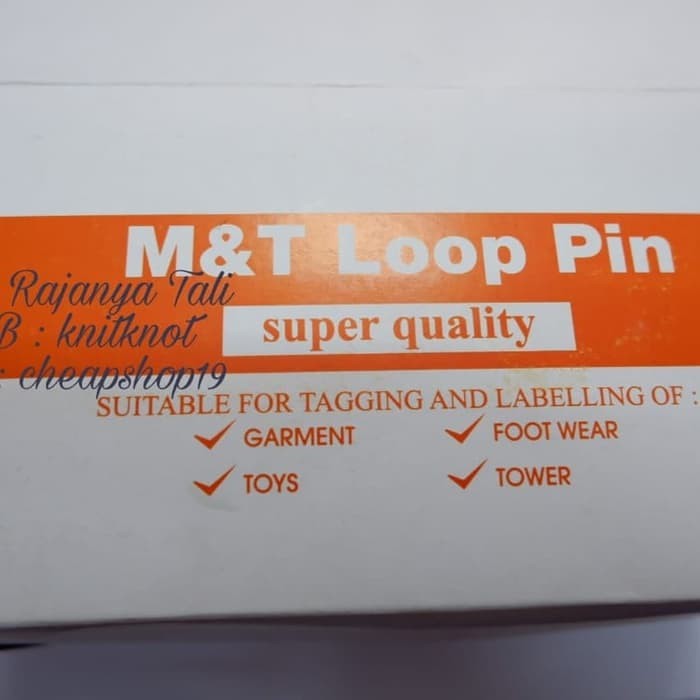 M&T Loop Pin
Rajanya Tali
B : knitknot
super quality
: cheapshop19
SUITABLE FOR TAGGING AND LABELLING OF :
GARMENT
FOOT WEAR
TOYS
TOWER